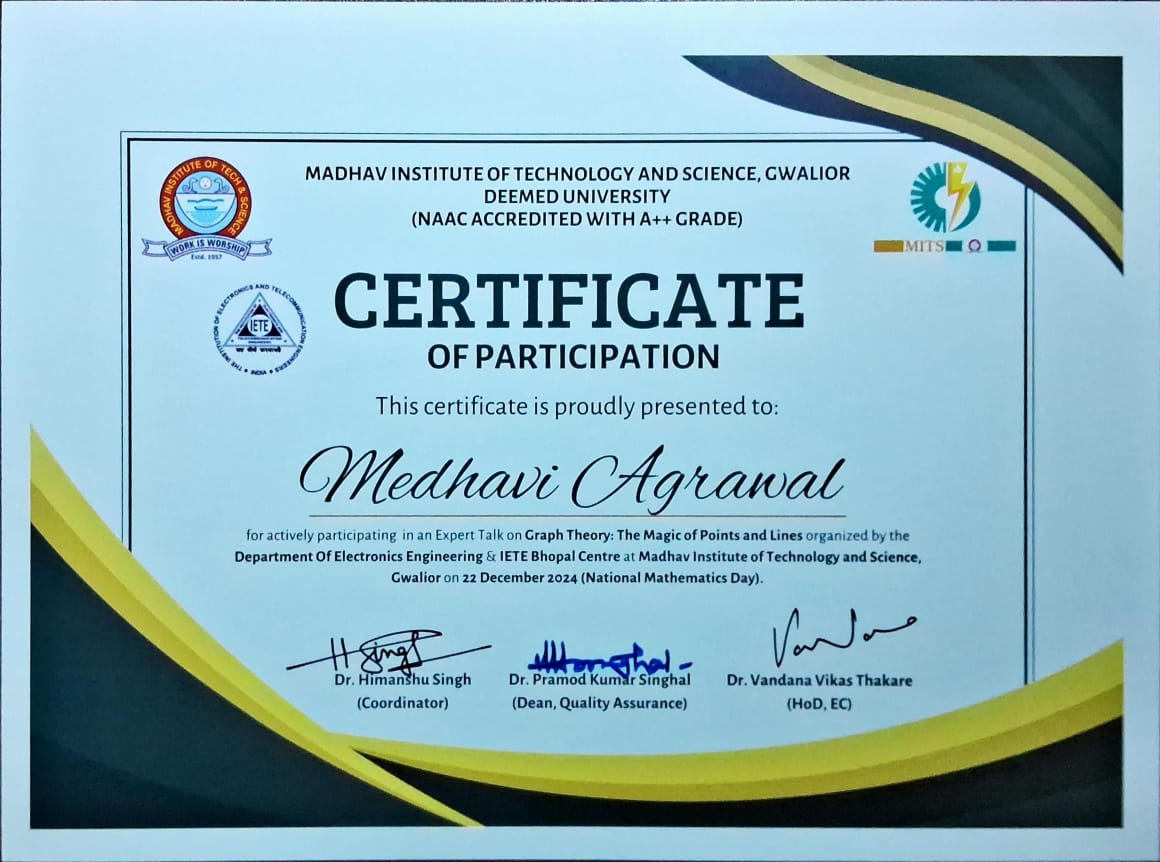 MADHAV INSTITUTE OF TECHNOLOGY AND SCIENCE, GWALIOR
DEEMED UNIVERSITY
(NAAC ACCREDITED WITH A++ GRADE)
MADHAV INSTITUTE OF TECH & SCIENCE
WORK IS WORSHIP
Estd. 1957
MITS
THE INSTITUTION OF ELECTRONICS AND TELECOMMUNICATION ENGINEERS
IETE
INDIA
CERTIFICATE
OF PARTICIPATION
This certificate is proudly presented to:
Medhavi Agrawal
for actively participating in an Expert Talk on Graph Theory: The Magic of Points and Lines organized by the
Department Of Electronics Engineering & IETE Bhopal Centre at Madhav Institute of Technology and Science,
Gwalior on 22 December 2024 (National Mathematics Day).
H Singh
Dr. Himanshu Singh
(Coordinator)
Dr. Pramod Kumar Singhal
(Dean, Quality Assurance)
Dr. Vandana Vikas Thakare
(HoD, EC)